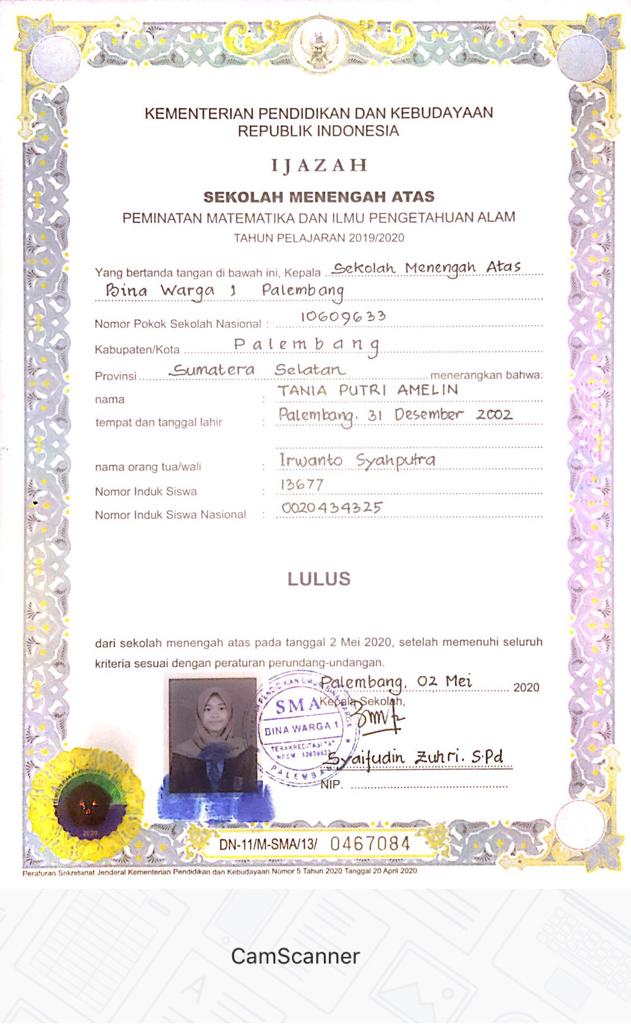 KEMENTERIAN PENDIDIKAN DAN KEBUDAYAAN
REPUBLIK INDONESIA
IJAZAH
SEKOLAH MENENGAH ATAS
PEMINATAN MATEMATIKA DAN ILMU PENGETAHUAN ALAM
TAHUN PELAJARAN 2019/2020
Yang bertanda tangan di bawah ini, Kepala Sekolah Menengah Atas
Bina Warga 1 Palembang
Nomor Pokok Sekolah Nasional : 10609633
Kabupaten/Kota Palembang
Provinsi Sumatera Selatan menerangkan bahwa:
nama : TANIA PUTRI AMELIN
tempat dan tanggal lahir : Palembang. 31 Desember 2002
nama orang tua/wali : Irwanto Syahputra
Nomor Induk Siswa : 13677
Nomor Induk Siswa Nasional : 0020434325
LULUS
dari sekolah menengah atas pada tanggal 2 Mei 2020, setelah memenuhi seluruh
kriteria sesuai dengan peraturan perundang-undangan.
Palembang, 02 Mei 2020
Kepala Sekolah,
SMA
BINA WARGA 1
TERAKREDITASI "A"
PALEMBANG
Syaifudin Zuhri. S.Pd
NIP.
2020
DN-11/M-SMA/13/ 0467084
Peraturan Sekretariat Jenderal Kementerian Pendidikan dan Kebudayaan Nomor 5 Tahun 2020 Tanggal 20 April 2020
CamScanner